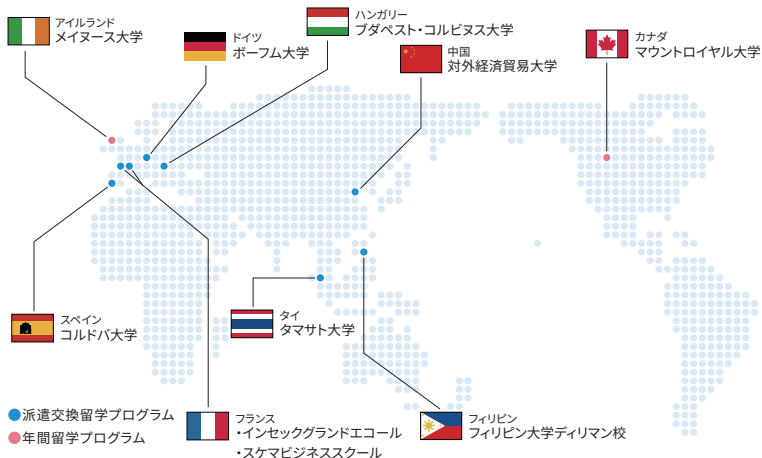 アイルランド
メイヌース大学
ドイツ
ボーフム大学
ハンガリー
ブダペスト・コルビヌス大学
中国
対外経済貿易大学
カナダ
マウントロイヤル大学
スペイン
コルドバ大学
タイ
タマサト大学
派遣交換留学プログラム
年間留学プログラム
フランス
・インセックグランドエコール
・スケマビジネススクール
フィリピン
フィリピン大学ディリマン校